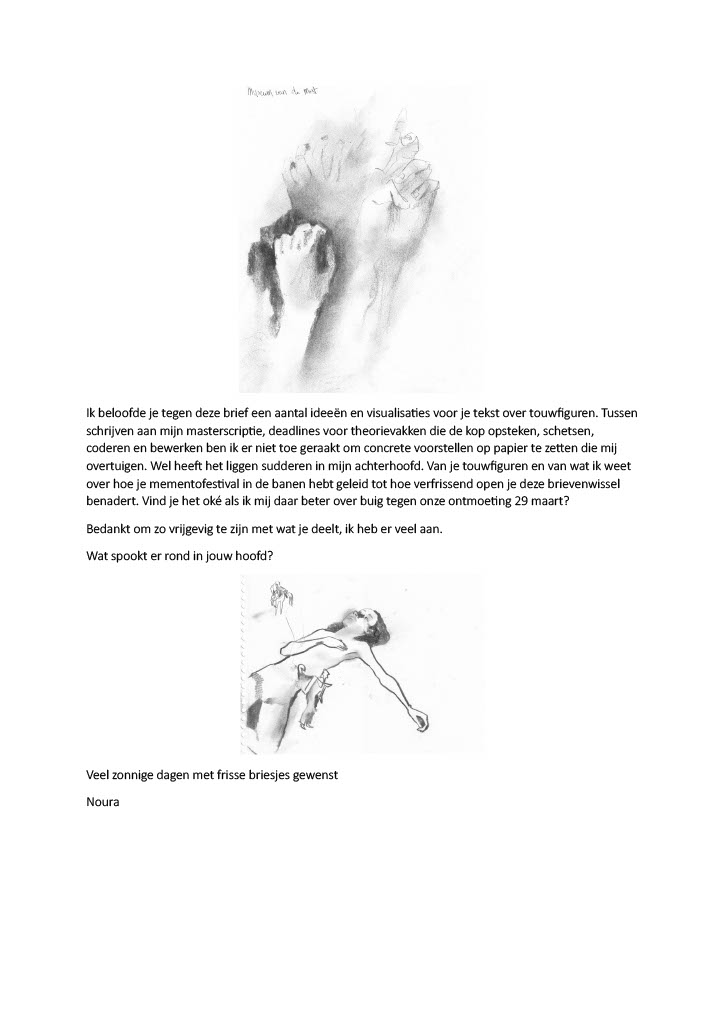 Ik beloofde je tegen deze brief een aantal ideeën en visualisaties voor je tekst over touwfiguren. Tussen
schrijven aan mijn masterscriptie, deadlines voor theorievakken die de kop opsteken, schetsen,
coderen en bewerken ben ik er niet toe geraakt om concrete voorstellen op papier te zetten die mij
overtuigen. Wel heeft het liggen sudderen in mijn achterhoofd. Van je touwfiguren en van wat ik weet
over hoe je mementofestival in de banen hebt geleid tot hoe verfrissend open je deze brievenwissel
benadert. Vind je het oké als ik mij daar beter over buig tegen onze ontmoeting 29 maart?
Bedankt om zo vrijgevig te zijn met wat je deelt, ik heb er veel aan.
Wat spookt er rond in jouw hoofd?
Veel zonnige dagen met frisse briesjes gewenst
Noura